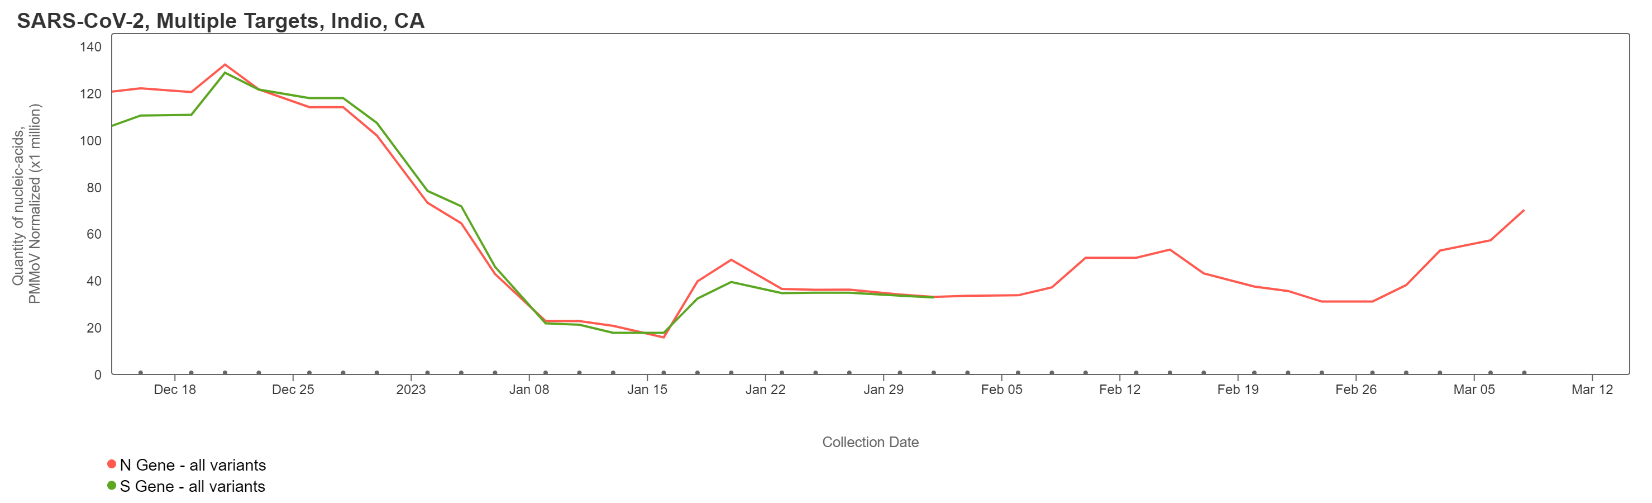 SARS-CoV-2, Multiple Targets, Indio, CA
Quantity of nucleic-acids,
PMMoV Normalized (x1 million)
140
120
100
80
60
40
20
0
Dec 18 Dec 25 2023 Jan 08 Jan 15 Jan 22 Jan 29 Feb 05 Feb 12 Feb 19 Feb 26 Mar 05 Mar 12
Collection Date
N Gene - all variants
S Gene - all variants